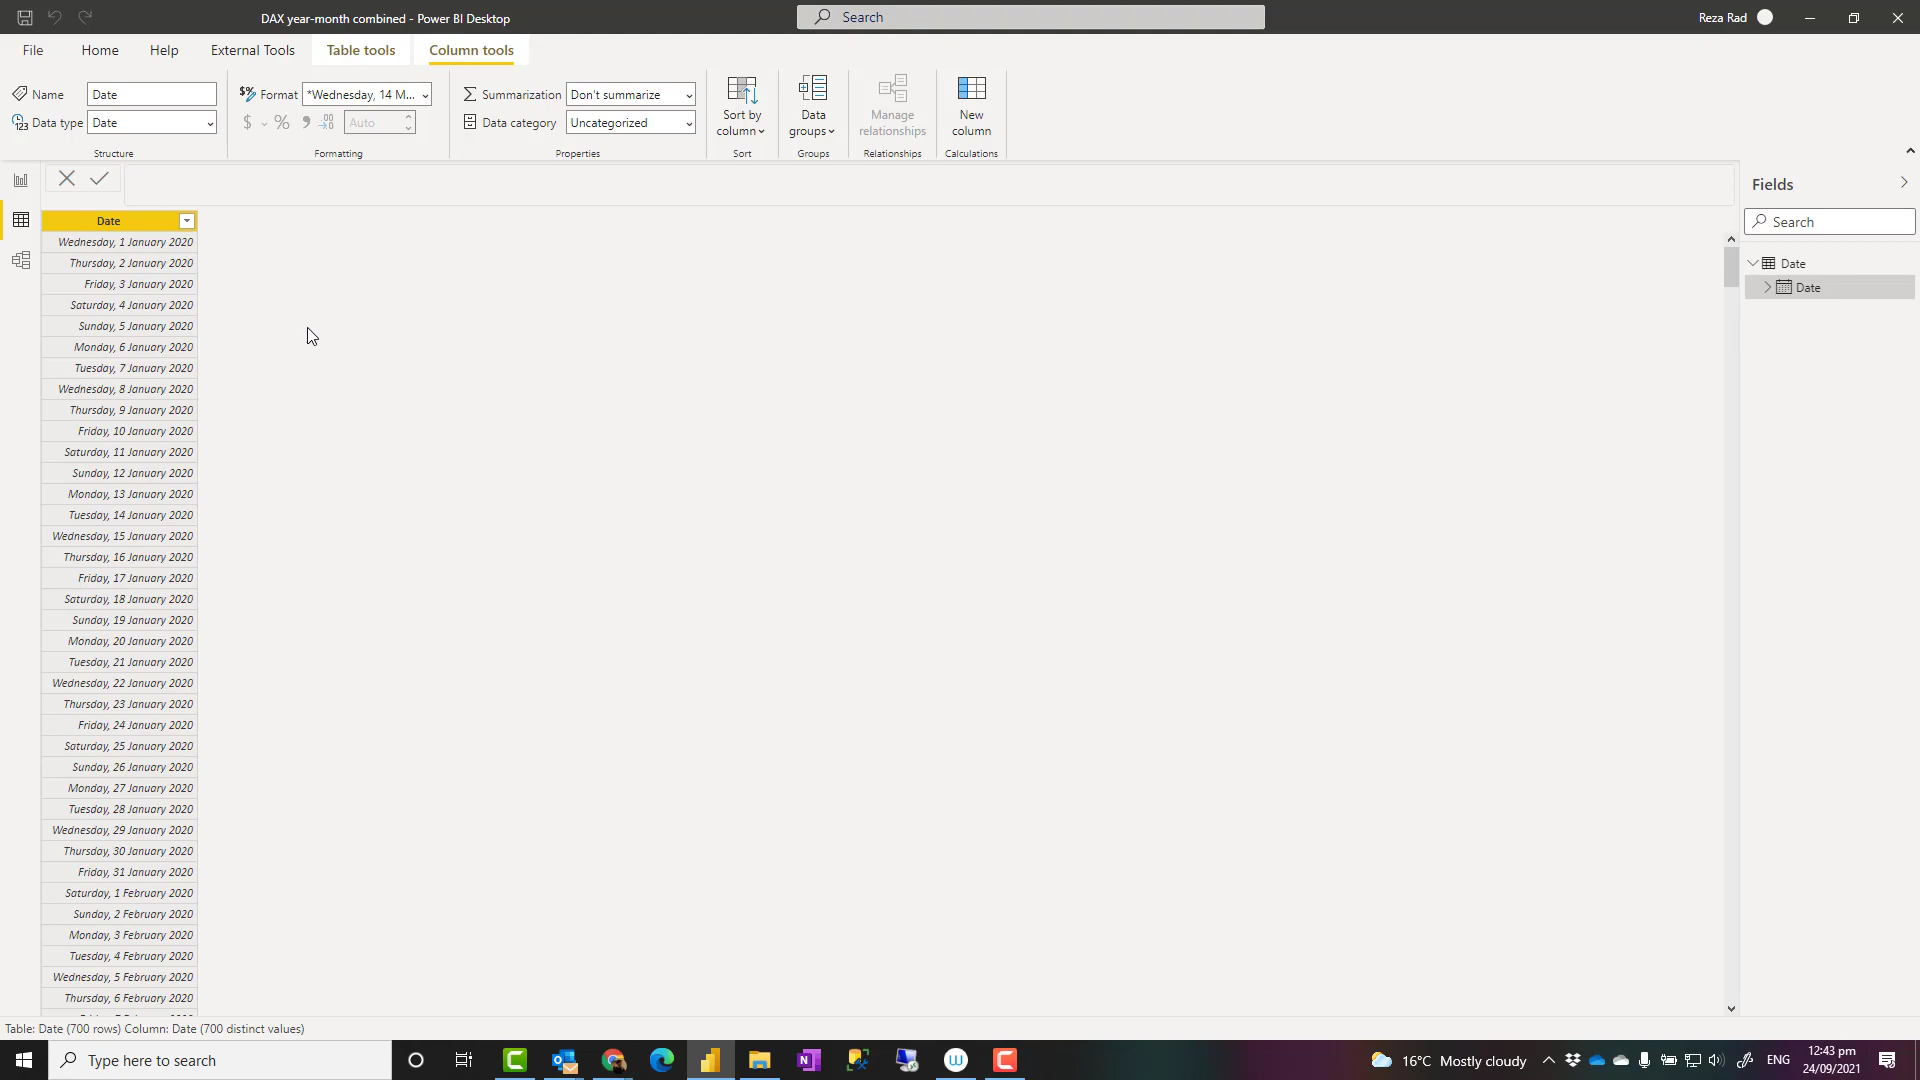 DAX year-month combined - Power BI Desktop
Search
Reza Rad
File
Home
Help
External Tools
Table tools
Column tools
Name
Date
Data type
Date
Structure
Format
*Wednesday, 14 M...
$ % 9 .00
Auto
Formatting
Summarization
Don't summarize
Data category
Uncategorized
Properties
Sort by
column
Sort
Data
groups
Groups
Manage
relationships
Relationships
New
column
Calculations
Fields
Search
Date
Date
Date
Wednesday, 1 January 2020
Thursday, 2 January 2020
Friday, 3 January 2020
Saturday, 4 January 2020
Sunday, 5 January 2020
Monday, 6 January 2020
Tuesday, 7 January 2020
Wednesday, 8 January 2020
Thursday, 9 January 2020
Friday, 10 January 2020
Saturday, 11 January 2020
Sunday, 12 January 2020
Monday, 13 January 2020
Tuesday, 14 January 2020
Wednesday, 15 January 2020
Thursday, 16 January 2020
Friday, 17 January 2020
Saturday, 18 January 2020
Sunday, 19 January 2020
Monday, 20 January 2020
Tuesday, 21 January 2020
Wednesday, 22 January 2020
Thursday, 23 January 2020
Friday, 24 January 2020
Saturday, 25 January 2020
Sunday, 26 January 2020
Monday, 27 January 2020
Tuesday, 28 January 2020
Wednesday, 29 January 2020
Thursday, 30 January 2020
Friday, 31 January 2020
Saturday, 1 February 2020
Sunday, 2 February 2020
Monday, 3 February 2020
Tuesday, 4 February 2020
Wednesday, 5 February 2020
Thursday, 6 February 2020
Table: Date (700 rows) Column: Date (700 distinct values)
Type here to search
16°C Mostly cloudy
ENG
12:43 pm
24/09/2021